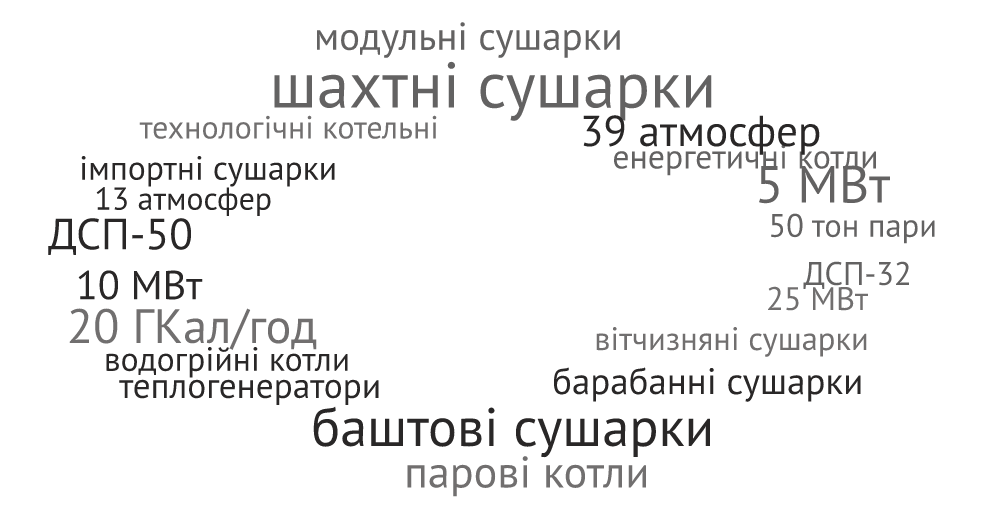 модульні сушарки
шахтні сушарки
технологічні котельні
39 атмосфер
енергетичні котли
імпортні сушарки
5 МВт
13 атмосфер
50 тон пари
ДСП-50
ДСП-32
10 МВт
25 МВт
20 ГКал/год
вітчизняні сушарки
водогрійні котли
теплогенератори
барабанні сушарки
баштові сушарки
парові котли